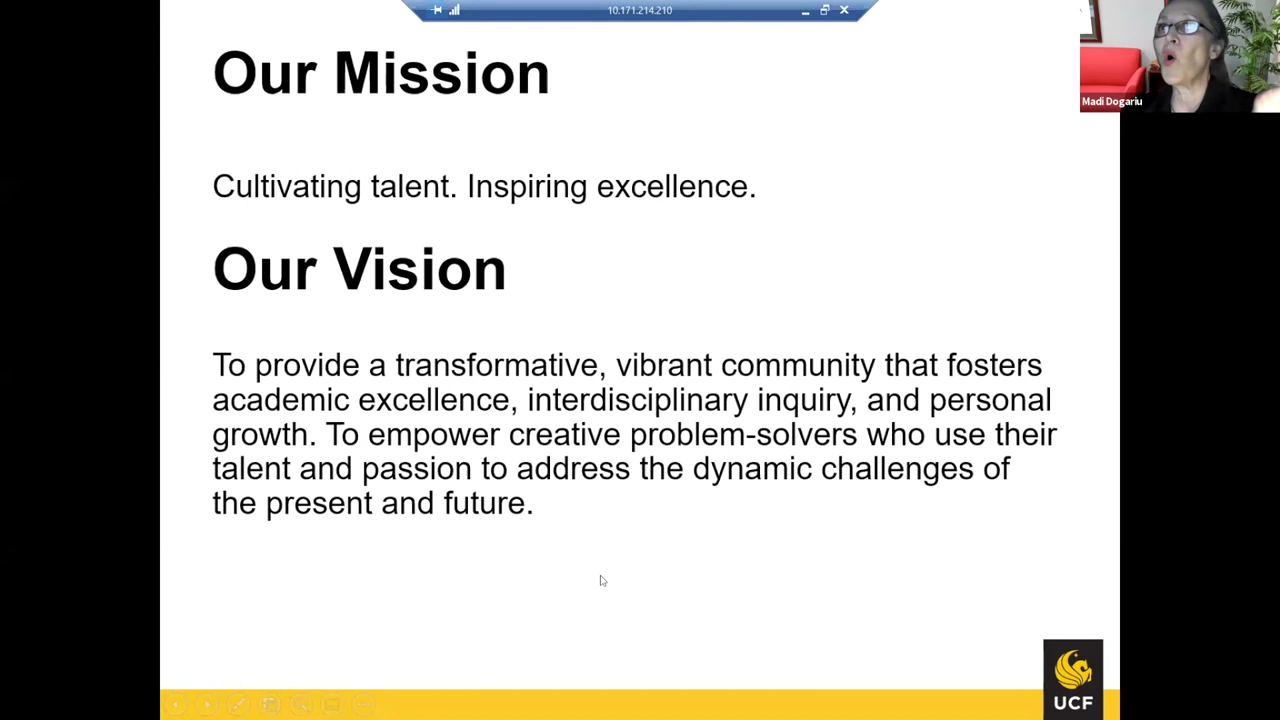 10.171.214.210
Our Mission
Madi Dogariu
Cultivating talent. Inspiring excellence.
Our Vision
To provide a transformative, vibrant community that fosters
academic excellence, interdisciplinary inquiry, and personal
growth. To empower creative problem-solvers who use their
talent and passion to address the dynamic challenges of
the present and future.
UCF